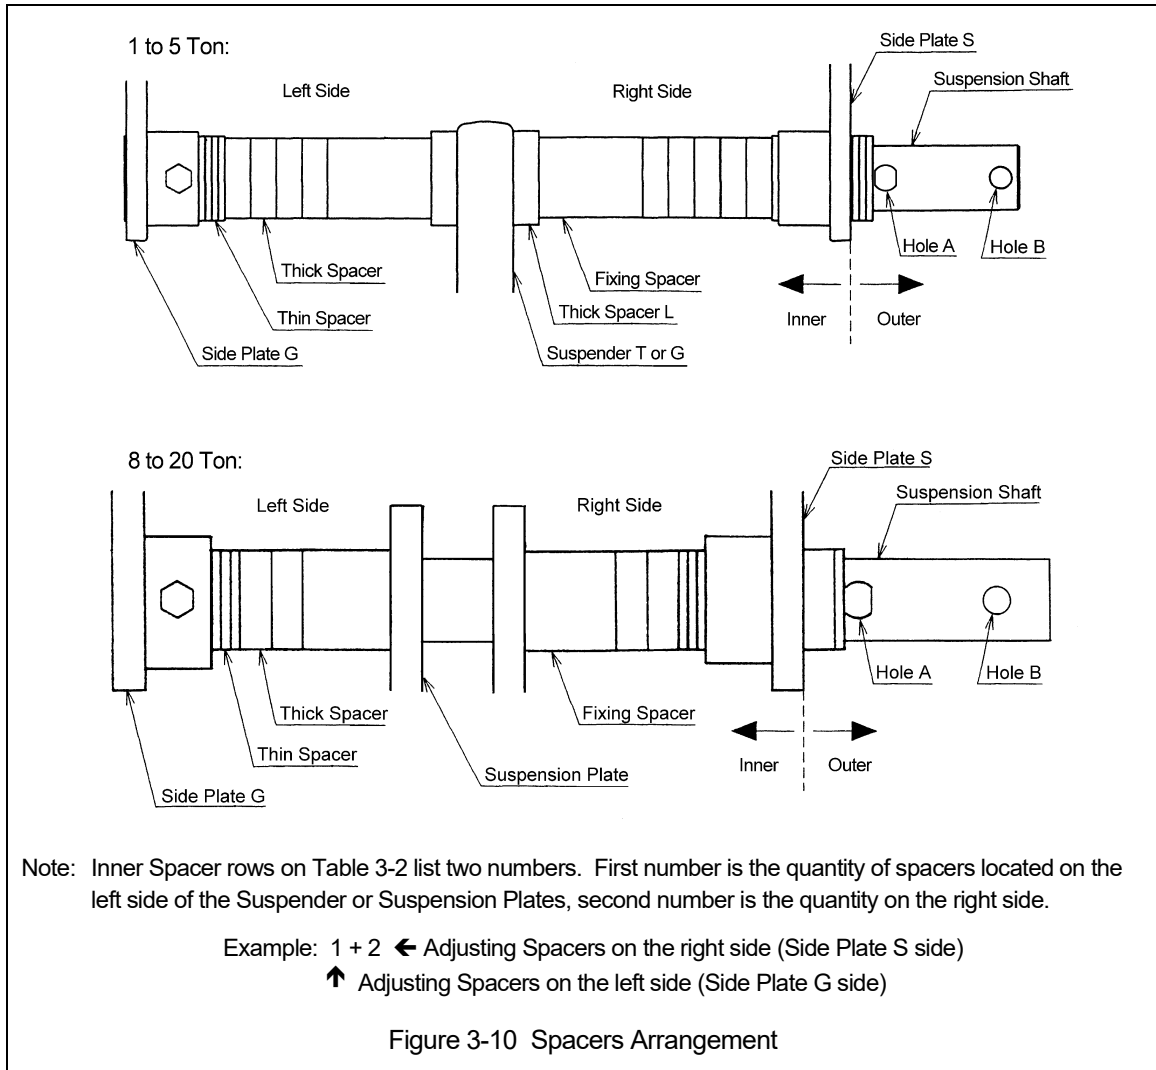 1 to 5 Ton:
Side Plate S
Left Side
Right Side
Suspension Shaft
Hole A
Hole B
Thick Spacer
Fixing Spacer
Thin Spacer
Thick Spacer L
Inner
Outer
Side Plate G
Suspender T or G
8 to 20 Ton:
Side Plate S
Left Side
Right Side
Suspension Shaft
Hole A
Hole B
Thick Spacer
Fixing Spacer
Thin Spacer
Suspension Plate
Inner
Outer
Side Plate G
Note: Inner Spacer rows on Table 3-2 list two numbers. First number is the quantity of spacers located on the
left side of the Suspender or Suspension Plates, second number is the quantity on the right side.
Example: 1 + 2 🡸 Adjusting Spacers on the right side (Side Plate S side)
🡹 Adjusting Spacers on the left side (Side Plate G side)
Figure 3-10 Spacers Arrangement